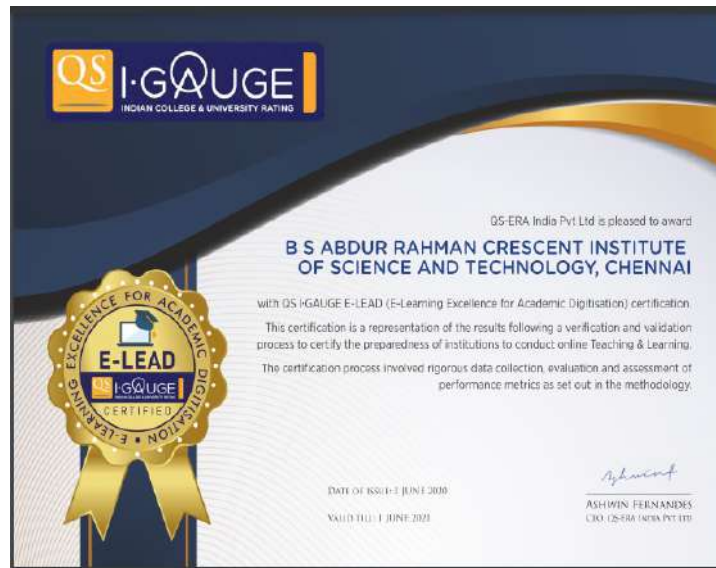 QS I·GAUGE
INDIAN COLLEGE & UNIVERSITY RATING
QS-ERA India Pvt Ltd is pleased to award
B S ABDUR RAHMAN CRESCENT INSTITUTE
OF SCIENCE AND TECHNOLOGY, CHENNAI
with QS I-GAUGE E-LEAD (E-Learning Excellence for Academic Digitisation) certification.
This certification is a representation of the results following a verification and validation
process to certify the preparedness of institutions to conduct online Teaching & Learning.
The certification process involved rigorous data collection, evaluation and assessment of
performance metrics as set out in the methodology.
E-LEARNING EXCELLENCE FOR ACADEMIC DIGITISATION
E-LEAD
QS I·GAUGE
INDIAN COLLEGE & UNIVERSITY RATING
CERTIFIED
DATE OF ISSUE: 1 JUNE 2020
VALID TILL: 1 JUNE 2021
Ashwin f
ASHWIN FERNANDES
CEO, QS-ERA INDIA PVT LTD